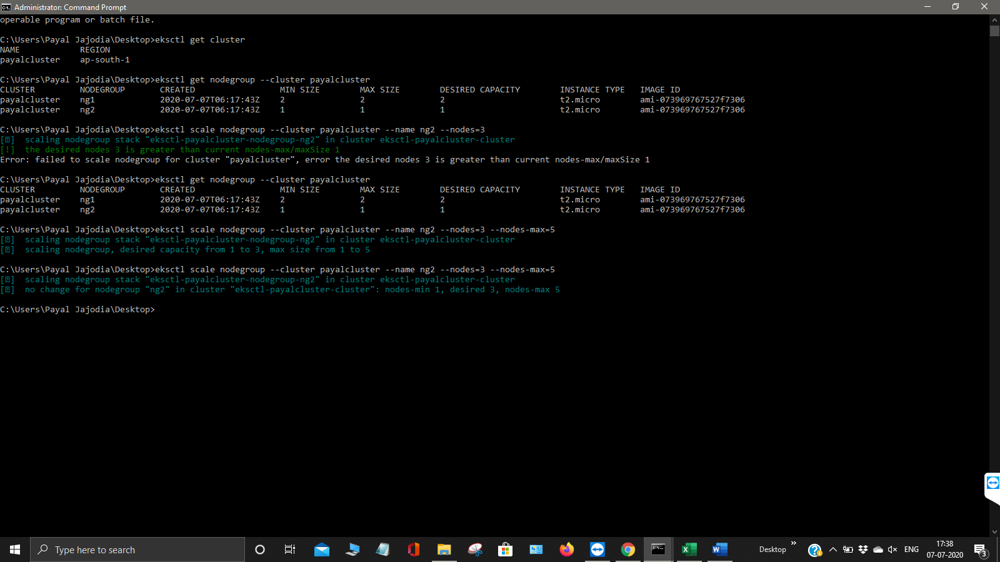 Administrator: Command Prompt
operable program or batch file.
C:\Users\Payal Jajodia\Desktop>eksctl get cluster
NAME REGION
payalcluster ap-south-1
C:\Users\Payal Jajodia\Desktop>eksctl get nodegroup --cluster payalcluster
CLUSTER NODEGROUP CREATED MIN SIZE MAX SIZE DESIRED CAPACITY INSTANCE TYPE IMAGE ID
payalcluster ng1 2020-07-07T06:17:43Z 2 2 2 t2.micro ami-073969767527f7306
payalcluster ng2 2020-07-07T06:17:43Z 1 1 1 t2.micro ami-073969767527f7306
C:\Users\Payal Jajodia\Desktop>eksctl scale nodegroup --cluster payalcluster --name ng2 --nodes=3
[⍰] scaling nodegroup stack "eksctl-payalcluster-nodegroup-ng2" in cluster eksctl-payalcluster-cluster
[!] the desired nodes 3 is greater than current nodes-max/maxSize 1
Error: failed to scale nodegroup for cluster "payalcluster", error the desired nodes 3 is greater than current nodes-max/maxSize 1
C:\Users\Payal Jajodia\Desktop>eksctl get nodegroup --cluster payalcluster
CLUSTER NODEGROUP CREATED MIN SIZE MAX SIZE DESIRED CAPACITY INSTANCE TYPE IMAGE ID
payalcluster ng1 2020-07-07T06:17:43Z 2 2 2 t2.micro ami-073969767527f7306
payalcluster ng2 2020-07-07T06:17:43Z 1 1 1 t2.micro ami-073969767527f7306
C:\Users\Payal Jajodia\Desktop>eksctl scale nodegroup --cluster payalcluster --name ng2 --nodes=3 --nodes-max=5
[⍰] scaling nodegroup stack "eksctl-payalcluster-nodegroup-ng2" in cluster eksctl-payalcluster-cluster
[⍰] scaling nodegroup, desired capacity from 1 to 3, max size from 1 to 5
C:\Users\Payal Jajodia\Desktop>eksctl scale nodegroup --cluster payalcluster --name ng2 --nodes=3 --nodes-max=5
[⍰] scaling nodegroup stack "eksctl-payalcluster-nodegroup-ng2" in cluster eksctl-payalcluster-cluster
[⍰] no change for nodegroup "ng2" in cluster "eksctl-payalcluster-cluster": nodes-min 1, desired 3, nodes-max 5
C:\Users\Payal Jajodia\Desktop>
Type here to search
Desktop
ENG
17:38
07-07-2020
3